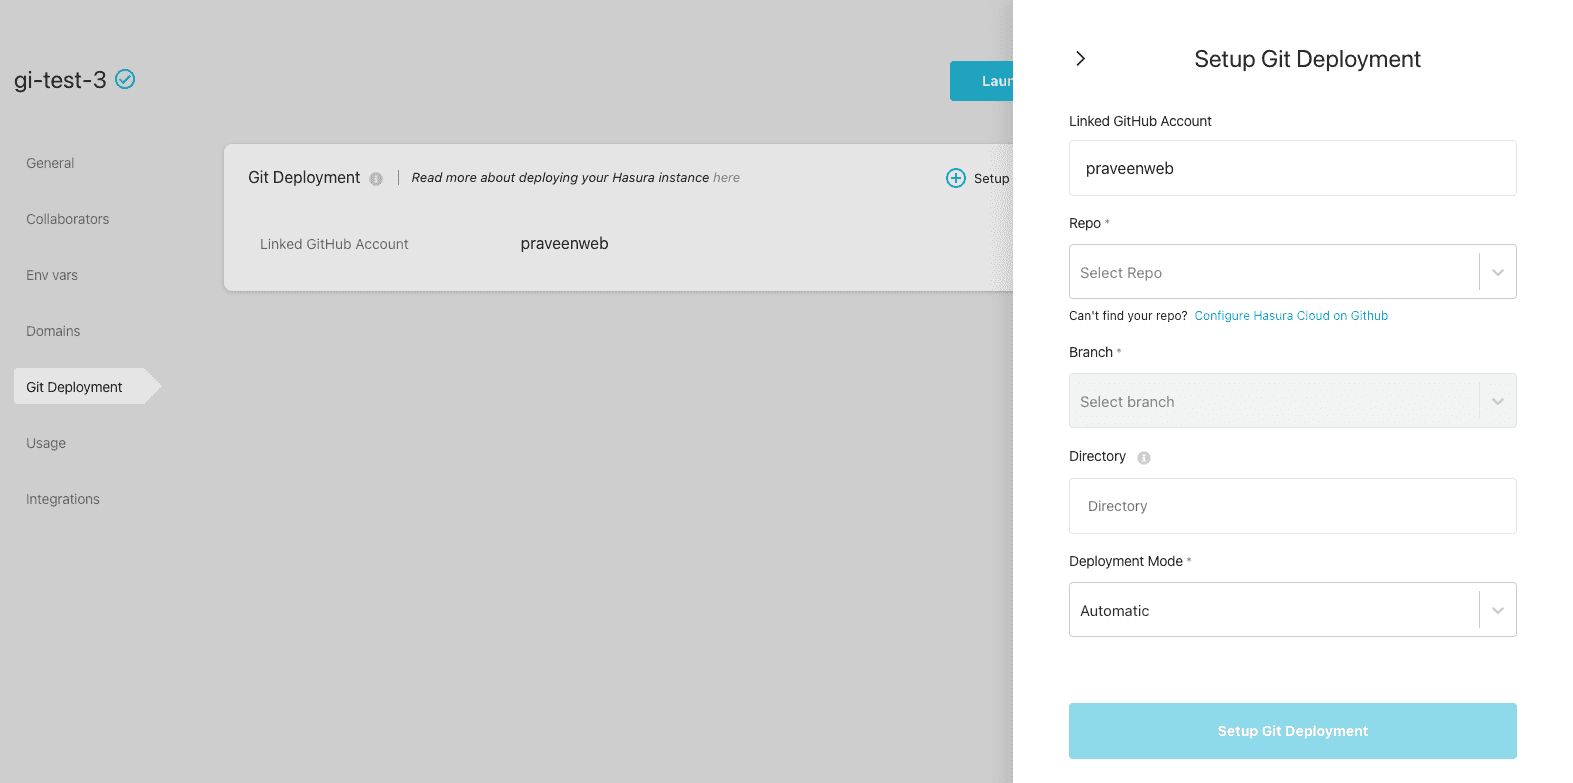 gi-test-3
Laun
General
Collaborators
Env vars
Domains
Git Deployment
Usage
Integrations
Git Deployment | Read more about deploying your Hasura instance here
Setup
Linked GitHub Account praveenweb
Setup Git Deployment
Linked GitHub Account
praveenweb
Repo *
Select Repo
Can't find your repo? Configure Hasura Cloud on Github
Branch *
Select branch
Directory
Directory
Deployment Mode *
Automatic
Setup Git Deployment